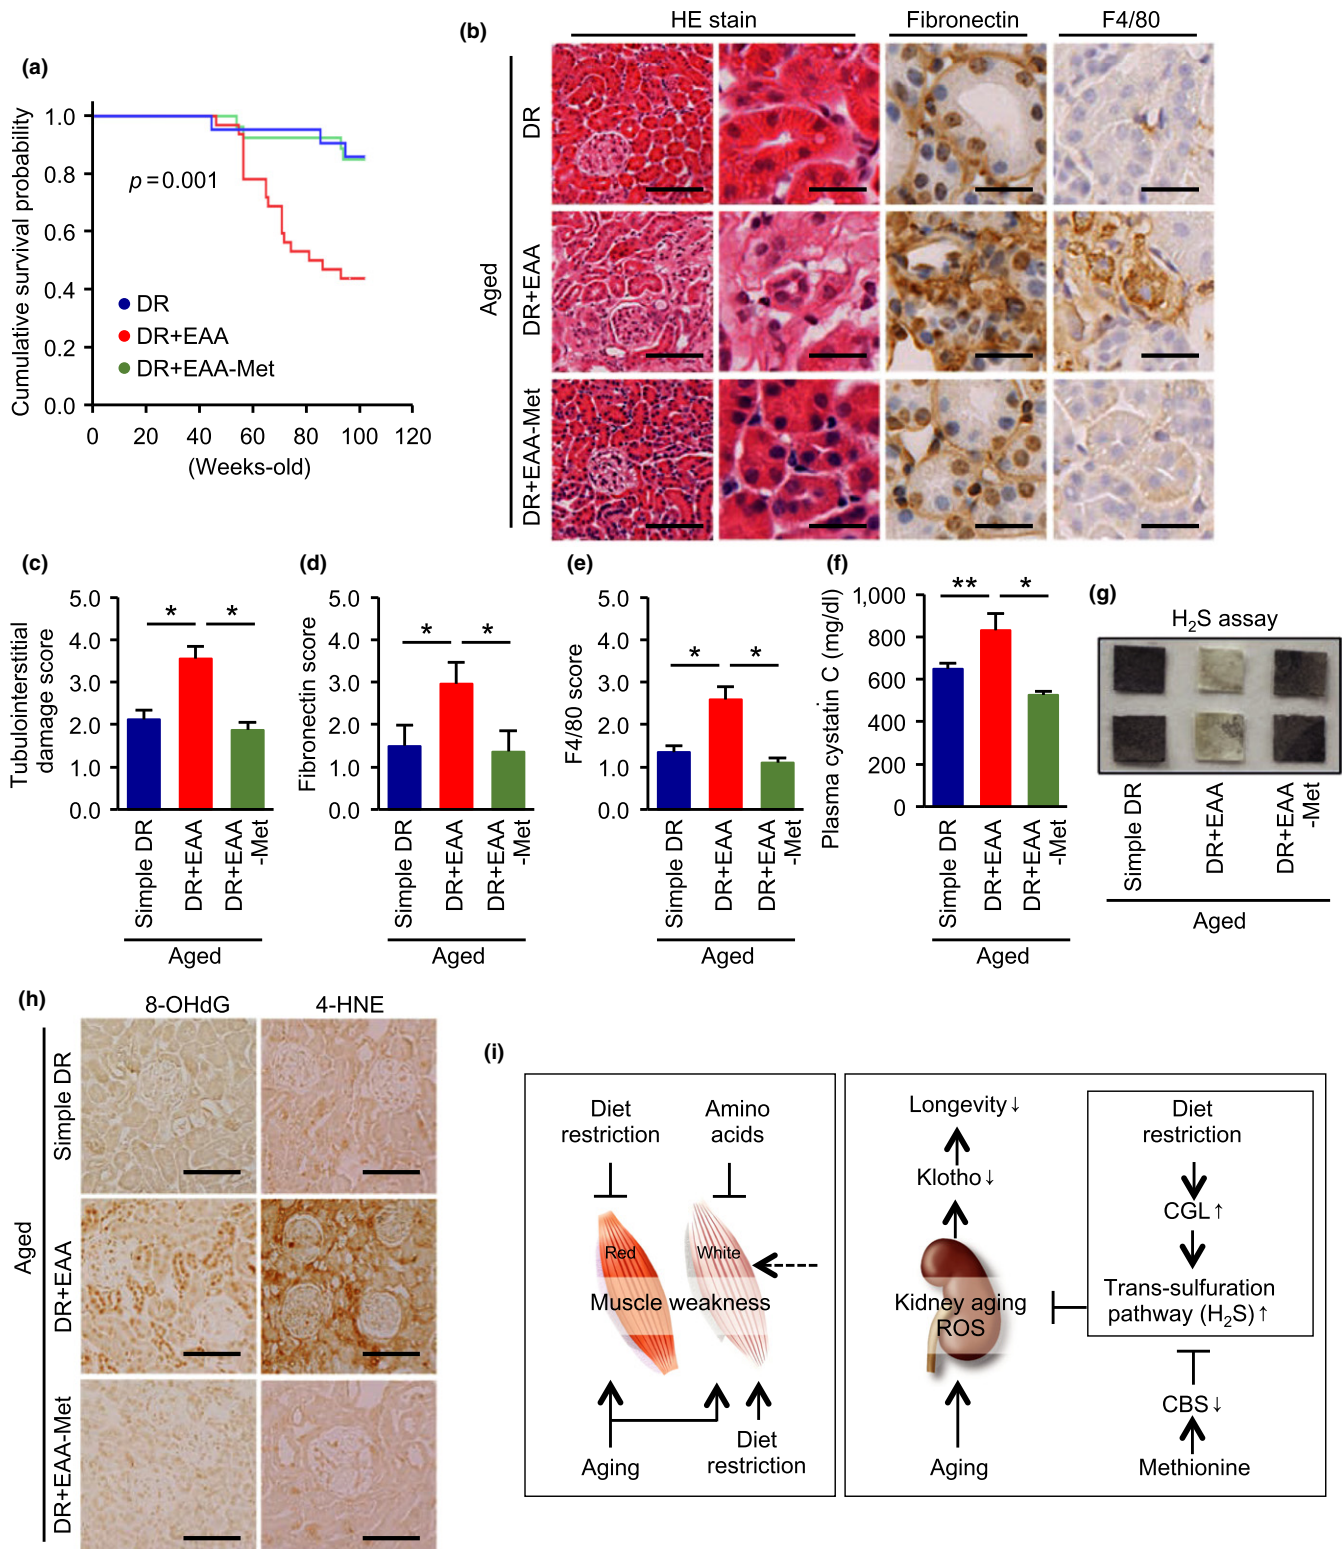 (a)
Cumulative survival probability
1.0
0.8
0.6
0.4
0.2
0.0
p=0.001
DR
DR+EAA
DR+EAA-Met
0 20 40 60 80 100 120
(Weeks-old)
(b)
HE stain Fibronectin F4/80
Aged
DR
DR+EAA
DR+EAA-Met
(c)
Tubulointerstitial
damage score
5.0
4.0
3.0
2.0
1.0
0.0
* *
Simple DR
DR+EAA
DR+EAA
-Met
Aged
(d)
Fibronectin score
5.0
4.0
3.0
2.0
1.0
0.0
* *
Simple DR
DR+EAA
DR+EAA
-Met
Aged
(e)
F4/80 score
5.0
4.0
3.0
2.0
1.0
0.0
* *
Simple DR
DR+EAA
DR+EAA
-Met
Aged
(f)
Plasma cystatin C (mg/dl)
1,000
800
600
400
200
0
** *
Simple DR
DR+EAA
DR+EAA
-Met
Aged
(g)
H₂S assay
Simple DR
DR+EAA
DR+EAA
-Met
Aged
(h)
8-OHdG 4-HNE
Aged
Simple DR
DR+EAA
DR+EAA-Met
(i)
Diet
restriction
Amino
acids
Red
White
Muscle weakness
Aging
Diet
restriction
Longevity↓
Klotho↓
Kidney aging
ROS
Aging
Diet
restriction
CGL↑
Trans-sulfuration
pathway (H₂S)↑
CBS↓
Methionine